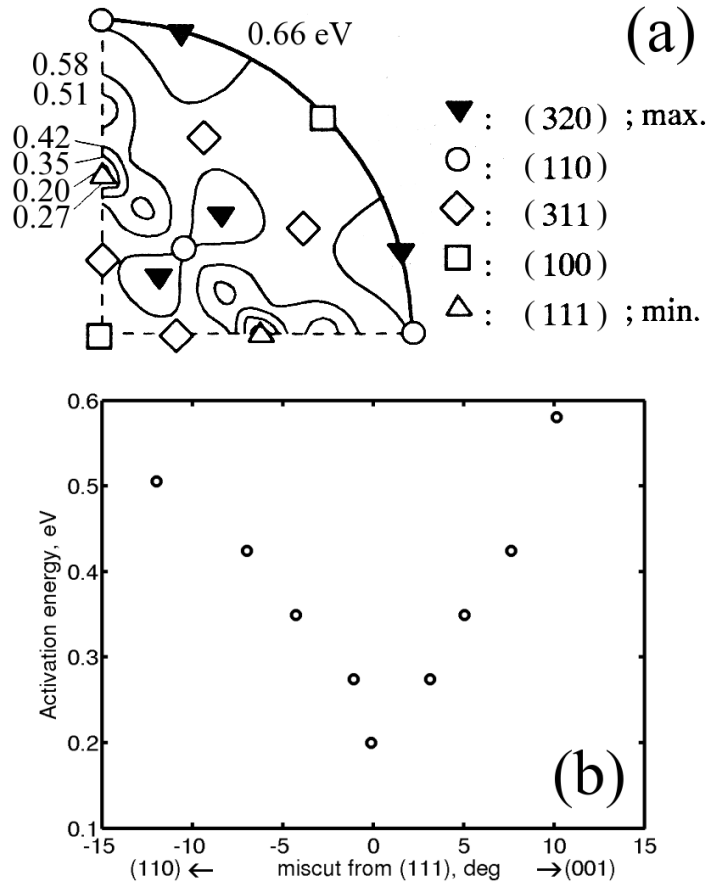 0.66 eV
(a)
0.58
0.51
0.42
0.35
0.20
0.27
: (320) ; max.
: (110)
: (311)
: (100)
: (111) ; min.
0.6
0.5
0.4
0.3
0.2
0.1
Activation energy, eV
(b)
-15 -10 -5 0 5 10 15
(110) ← miscut from (111), deg →(001)